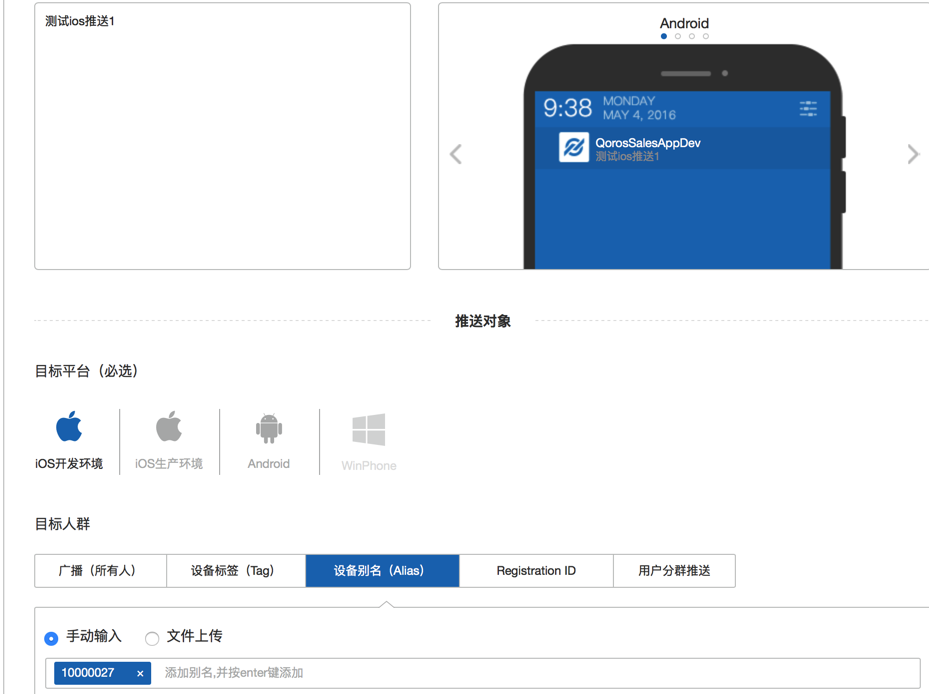 测试ios推送1
Android
9:38
MONDAY
MAY 4, 2016
QorosSalesAppDev
测试ios推送1
推送对象
目标平台（必选）
iOS开发环境
iOS生产环境
Android
WinPhone
目标人群
广播（所有人）
设备标签（Tag）
设备别名（Alias）
Registration ID
用户分群推送
手动输入
文件上传
10000027 ×
添加别名,并按enter键添加